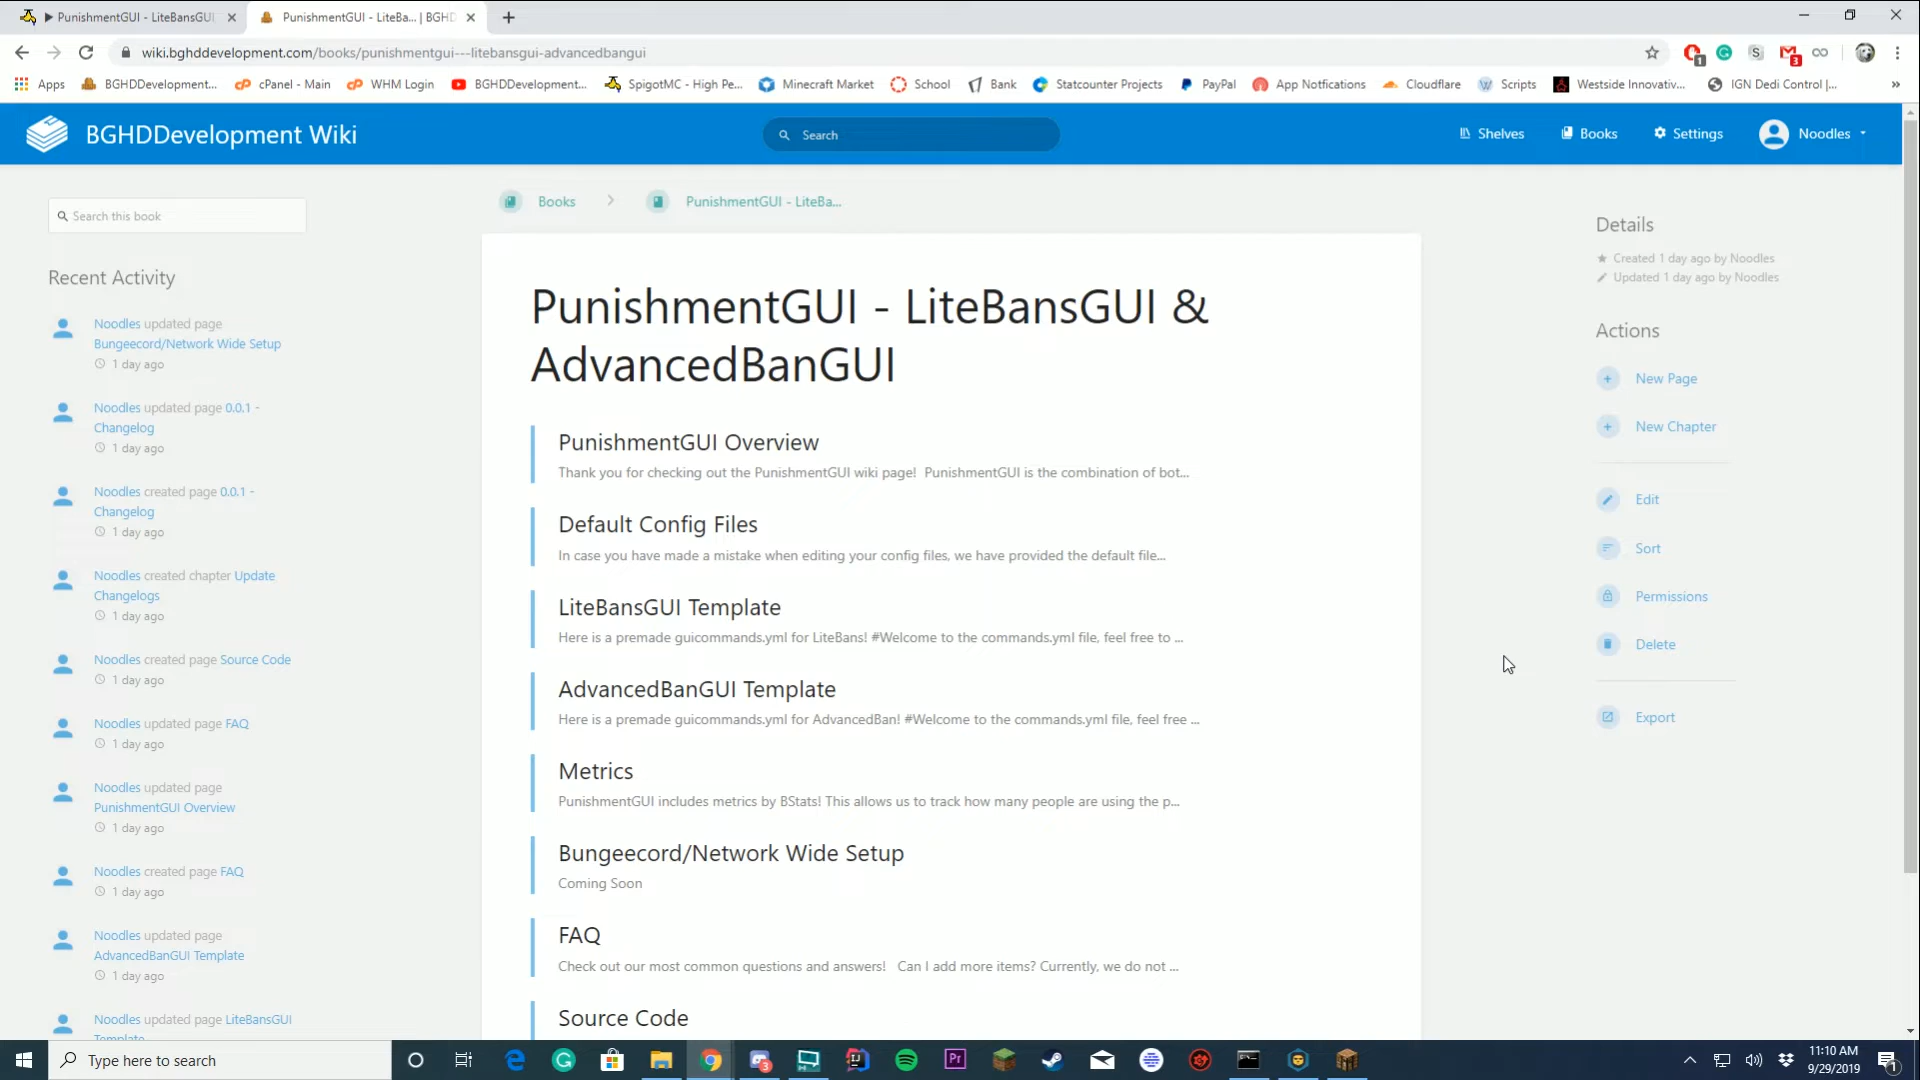 PunishmentGUI - LiteBansGUI
PunishmentGUI - LiteBa... | BGHD
wiki.bghddevelopment.com/books/punishmentgui---litebansgui-advancedbangui
Apps
BGHDDevelopment...
cPanel - Main
WHM Login
BGHDDevelopment...
SpigotMC - High Pe...
Minecraft Market
School
Bank
Statcounter Projects
PayPal
App Notfications
Cloudflare
Scripts
Westside Innovativ...
IGN Dedi Control |...
»
BGHDDevelopment Wiki
Search
Shelves
Books
Settings
Noodles
Search this book
Recent Activity
Noodles updated page
Bungeecord/Network Wide Setup
1 day ago
Noodles updated page 0.0.1 -
Changelog
1 day ago
Noodles created page 0.0.1 -
Changelog
1 day ago
Noodles created chapter Update
Changelogs
1 day ago
Noodles created page Source Code
1 day ago
Noodles updated page FAQ
1 day ago
Noodles updated page
PunishmentGUI Overview
1 day ago
Noodles created page FAQ
1 day ago
Noodles updated page
AdvancedBanGUI Template
1 day ago
Noodles updated page LiteBansGUI
Template
Books
PunishmentGUI - LiteBa...
PunishmentGUI - LiteBansGUI &
AdvancedBanGUI
PunishmentGUI Overview
Thank you for checking out the PunishmentGUI wiki page!  PunishmentGUI is the combination of bot...
Default Config Files
In case you have made a mistake when editing your config files, we have provided the default file...
LiteBansGUI Template
Here is a premade guicommands.yml for LiteBans! #Welcome to the commands.yml file, feel free to ...
AdvancedBanGUI Template
Here is a premade guicommands.yml for AdvancedBan! #Welcome to the commands.yml file, feel free ...
Metrics
PunishmentGUI includes metrics by BStats! This allows us to track how many people are using the p...
Bungeecord/Network Wide Setup
Coming Soon
FAQ
Check out our most common questions and answers!   Can I add more items? Currently, we do not ...
Source Code
Details
Created 1 day ago by Noodles
Updated 1 day ago by Noodles
Actions
New Page
New Chapter
Edit
Sort
Permissions
Delete
Export
Type here to search
11:10 AM
9/29/2019